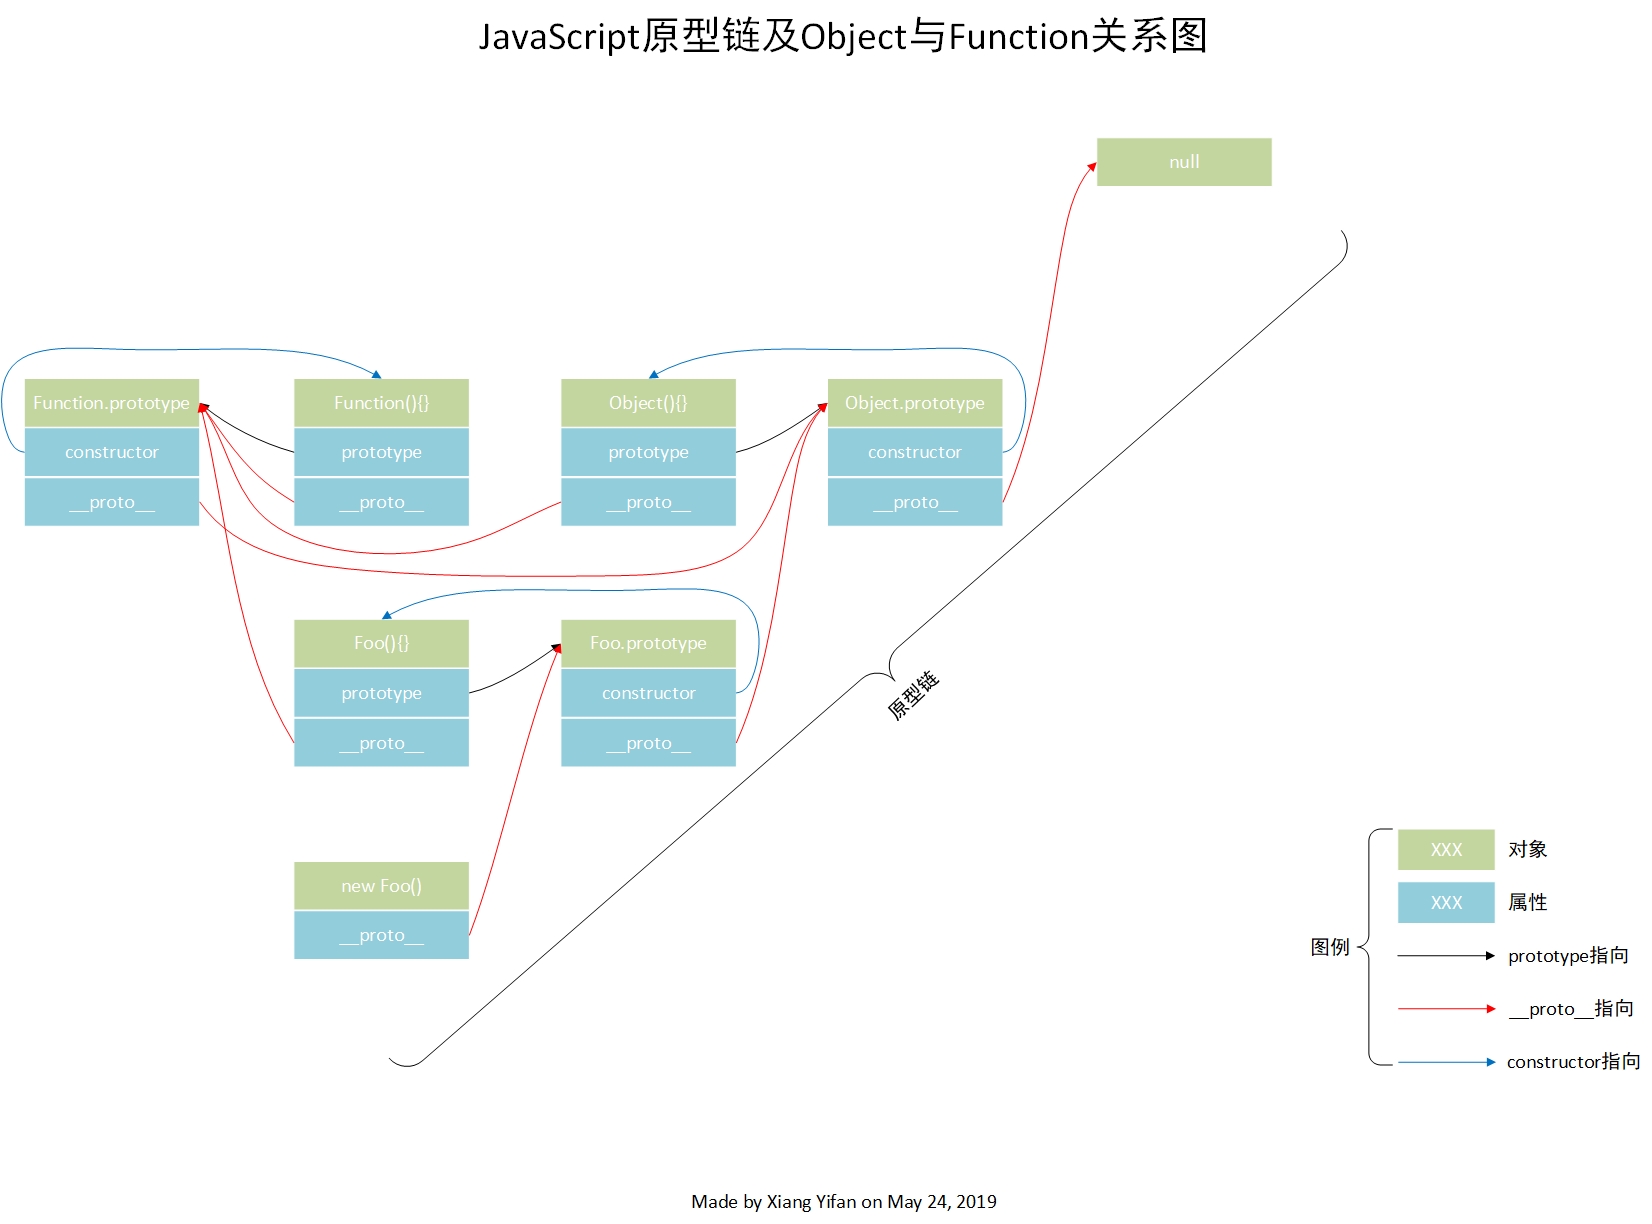 JavaScript原型链及Object与Function关系图
null
Function.prototype
constructor
__proto__
Function(){}
prototype
__proto__
Object(){}
prototype
__proto__
Object.prototype
constructor
__proto__
Foo(){}
prototype
__proto__
Foo.prototype
constructor
__proto__
原型链
new Foo()
__proto__
图例
XXX 对象
XXX 属性
prototype指向
__proto__指向
constructor指向
Made by Xiang Yifan on May 24, 2019